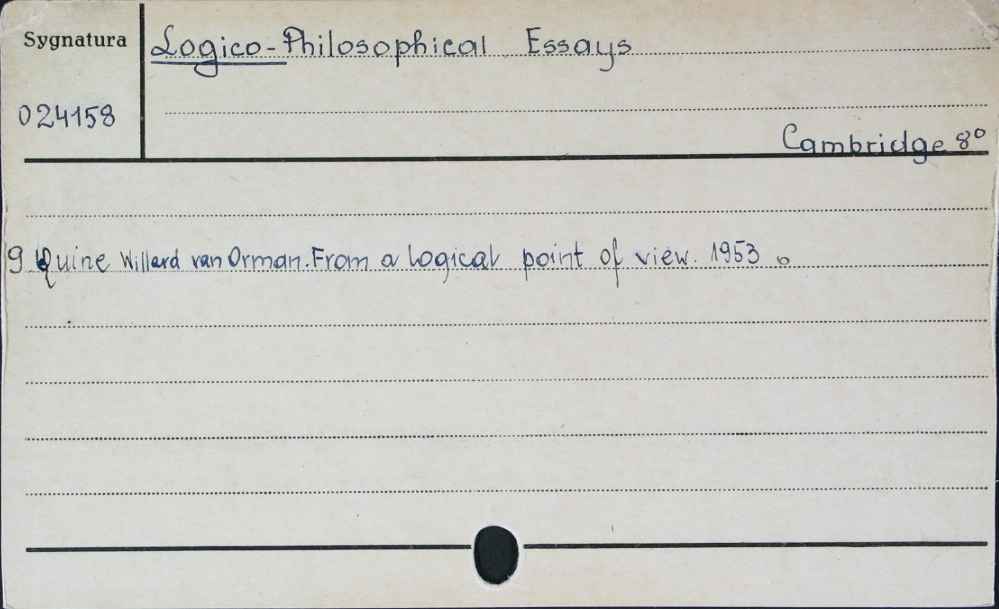 Sygnatura
Logico-Philosophical Essays
024158
Cambridge 8°
9 Quine Willard van Orman. From a logical point of view. 1953